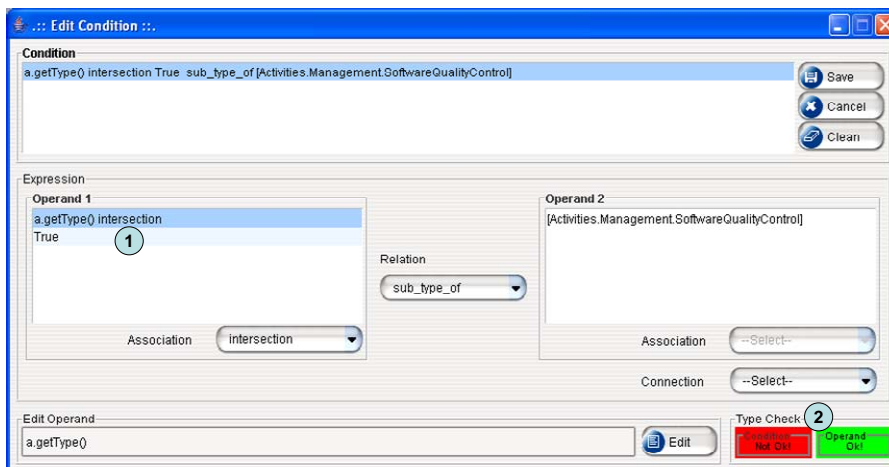 .:: Edit Condition ::.
Condition
a.getType() intersection True sub_type_of [Activities.Management.SoftwareQualityControl]
Save
Cancel
Clean
Expression
Operand 1
a.getType() intersection
True
1
Association
intersection
Relation
sub_type_of
Operand 2
[Activities.Management.SoftwareQualityControl]
Association
--Select--
Connection
--Select--
Edit Operand
a.getType()
Edit
Type Check
2
Condition
Not Ok!
Operand
Ok!